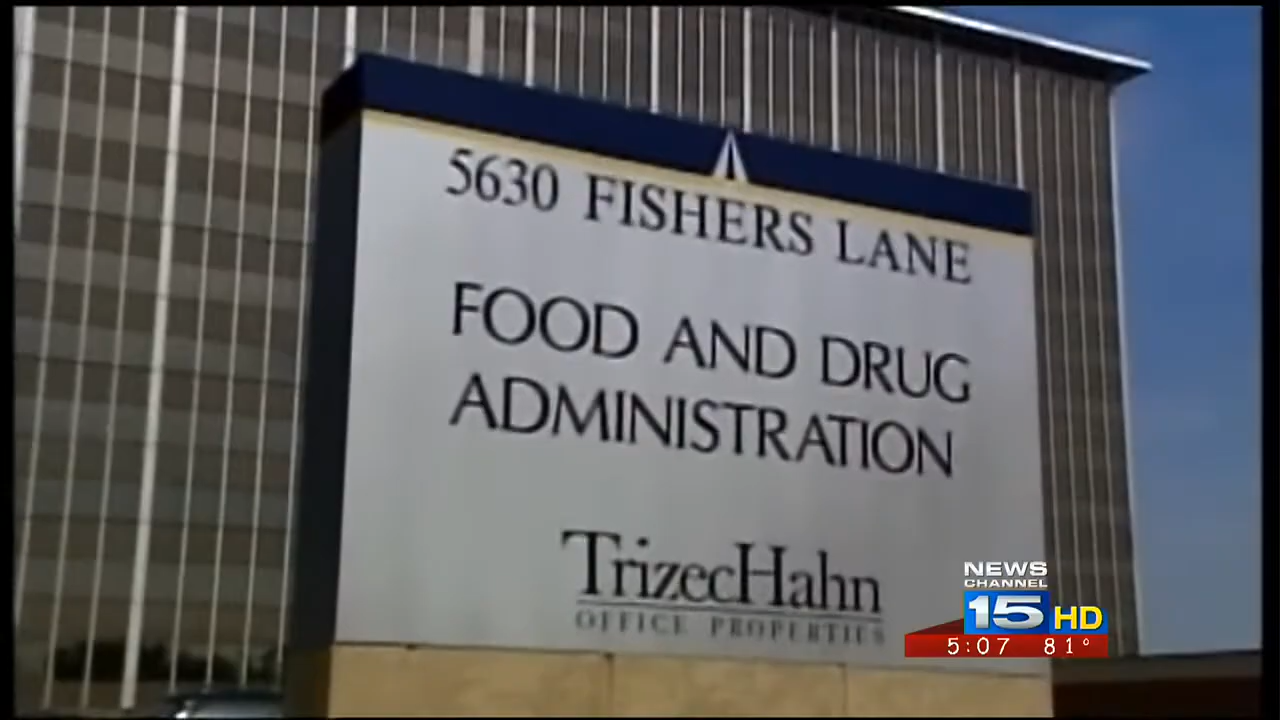 5630 FISHERS LANE
FOOD AND DRUG
ADMINISTRATION
TrizecHahn
OFFICE PROPERTIES
NEWS
CHANNEL
15 HD
5:07 81°